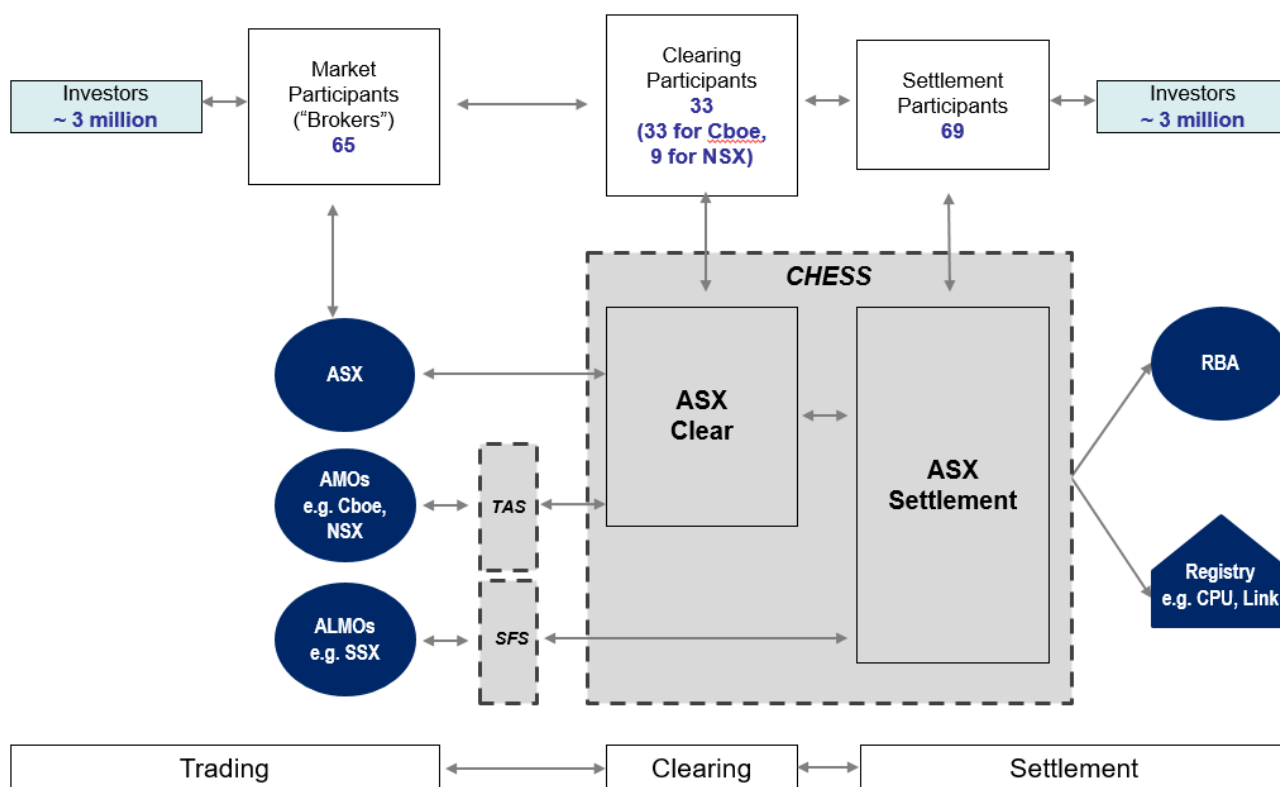 Investors
~ 3 million
Market
Participants
(“Brokers”)
65
Clearing
Participants
33
(33 for Cboe,
9 for NSX)
Settlement
Participants
69
Investors
~ 3 million
CHESS
ASX
ASX
Clear
ASX
Settlement
RBA
AMOs
e.g. Cboe,
NSX
TAS
ALMOs
e.g. SSX
SFS
Registry
e.g. CPU, Link
Trading
Clearing
Settlement